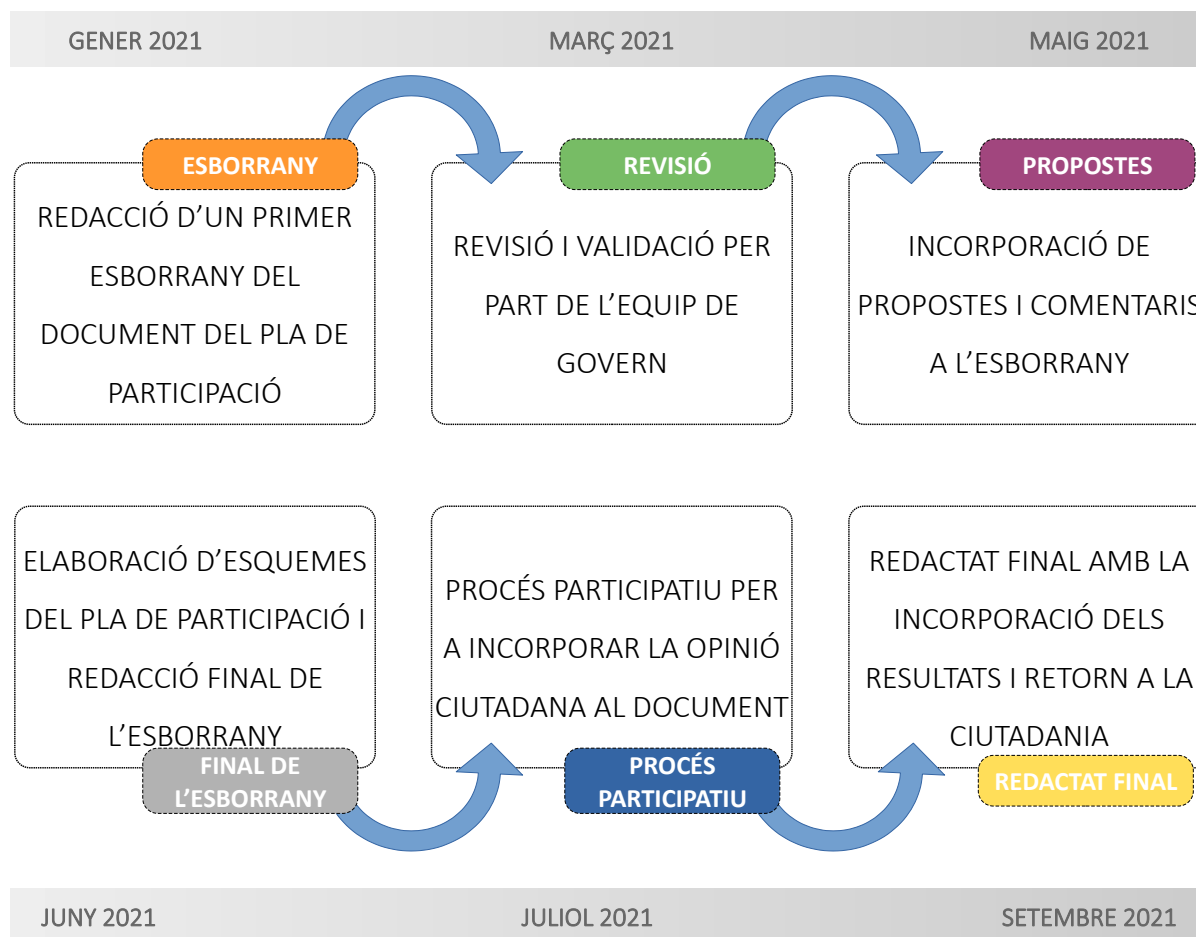 GENER 2021
MARÇ 2021
MAIG 2021
ESBORRANY
REDACCIÓ D’UN PRIMER
ESBORRANY DEL
DOCUMENT DEL PLA DE
PARTICIPACIÓ
REVISIÓ
REVISIÓ I VALIDACIÓ PER
PART DE L’EQUIP DE
GOVERN
PROPOSTES
INCORPORACIÓ DE
PROPOSTES I COMENTARIS
A L’ESBORRANY
ELABORACIÓ D’ESQUEMES
DEL PLA DE PARTICIPACIÓ I
REDACCIÓ FINAL DE
L’ESBORRANY
FINAL DE
L’ESBORRANY
PROCÉS PARTICIPATIU PER
A INCORPORAR LA OPINIÓ
CIUTADANA AL DOCUMENT
PROCÉS
PARTICIPATIU
REDACTAT FINAL AMB LA
INCORPORACIÓ DELS
RESULTATS I RETORN A LA
CIUTADANIA
REDACTAT FINAL
JUNY 2021
JULIOL 2021
SETEMBRE 2021